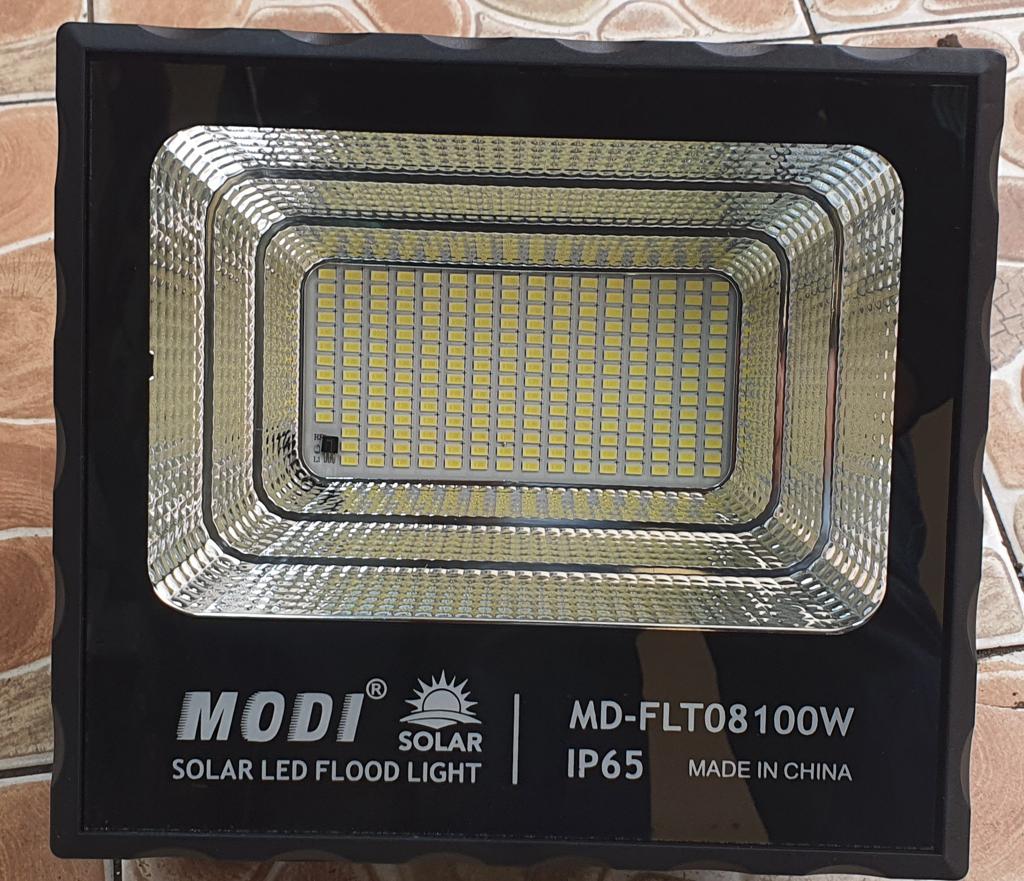 MODI®
SOLAR
SOLAR LED FLOOD LIGHT
MD-FLT08100W
IP65 MADE IN CHINA